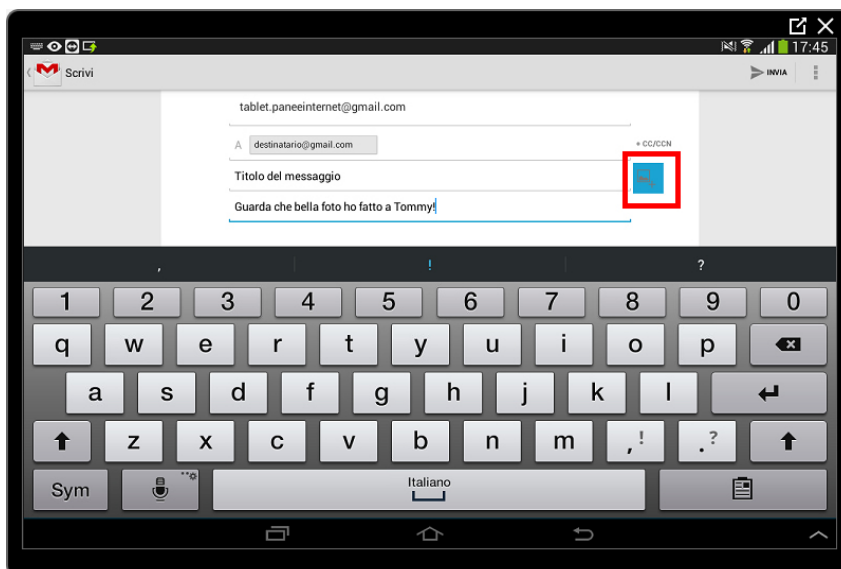 17:45
Scrivi
INVIA
tablet.paneeinternet@gmail.com
A destinatario@gmail.com + CC/CCN
Titolo del messaggio
Guarda che bella foto ho fatto a Tommy!
, ! ?
1 2 3 4 5 6 7 8 9 0
q w e r t y u i o p
a s d f g h j k l
z x c v b n m , ! . ?
Sym Italiano